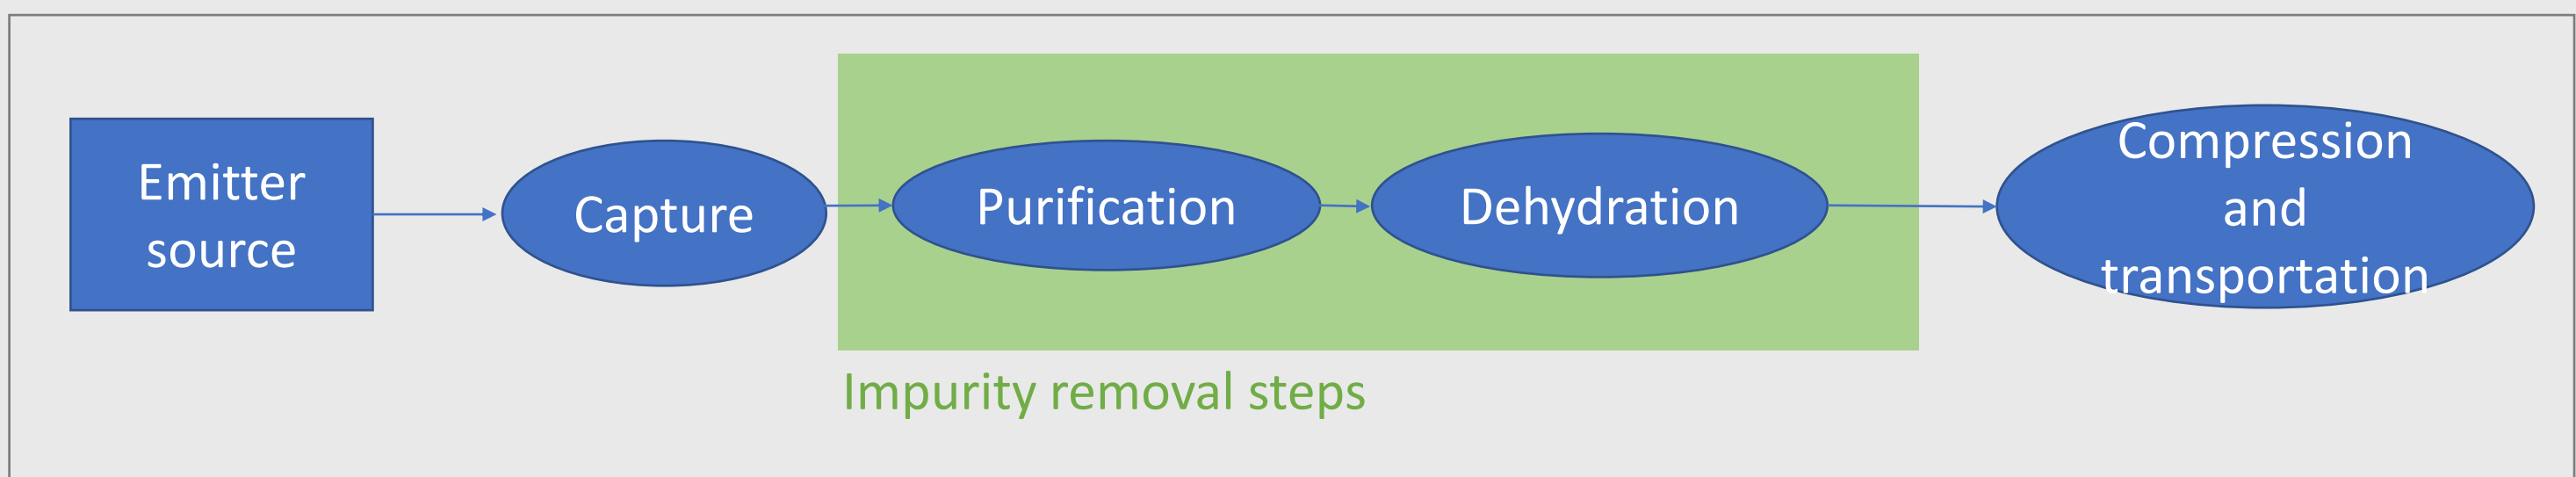 Emitter
source
Capture
Purification
Dehydration
Compression
and
transportation
Impurity removal steps